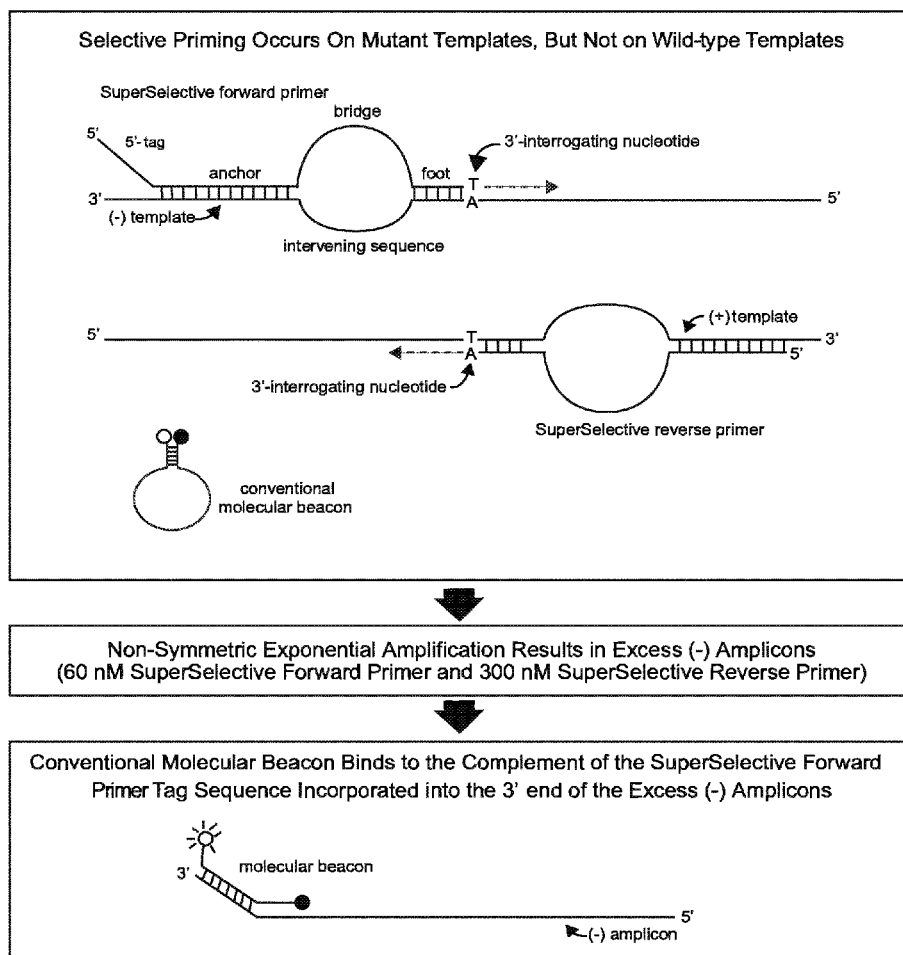 Selective Priming Occurs On Mutant Templates, But Not on Wild-type Templates
SuperSelective forward primer
bridge
5'
5'-tag
3'-interrogating nucleotide
anchor
foot
T
3'
A
5'
(-) template
intervening sequence
5'
T
(+)template
3'
A
5'
3'-interrogating nucleotide
SuperSelective reverse primer
conventional
molecular beacon
Non-Symmetric Exponential Amplification Results in Excess (-) Amplicons
(60 nM SuperSelective Forward Primer and 300 nM SuperSelective Reverse Primer)
Conventional Molecular Beacon Binds to the Complement of the SuperSelective Forward
Primer Tag Sequence Incorporated into the 3' end of the Excess (-) Amplicons
molecular beacon
3'
5'
(-) amplicon